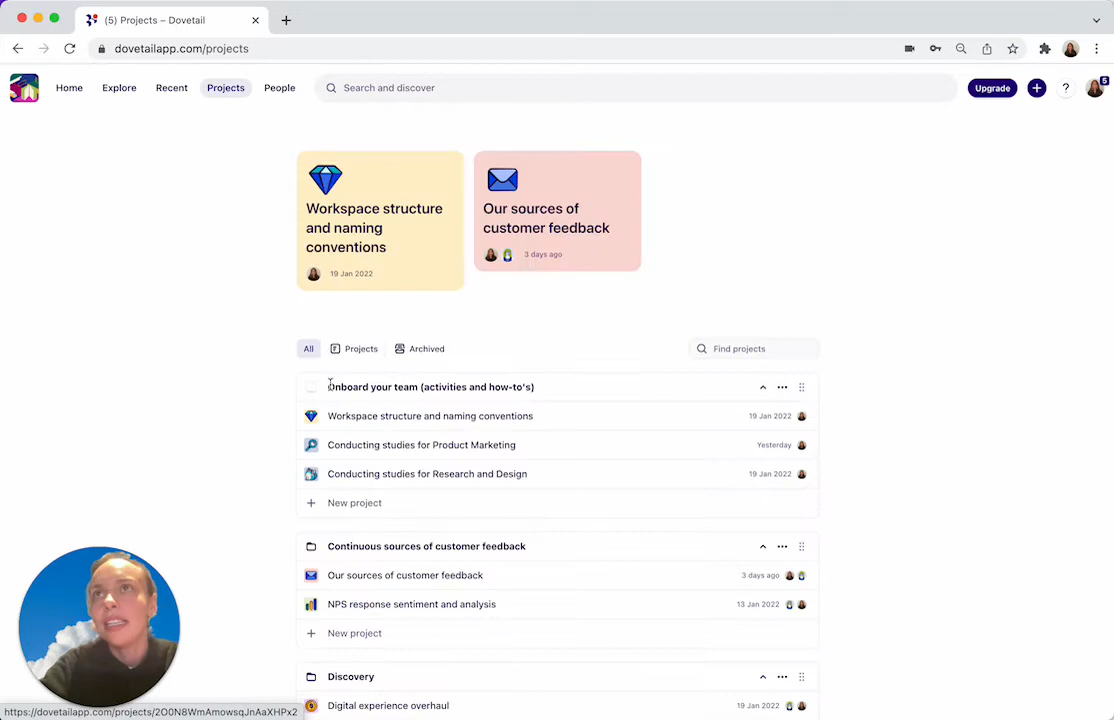 (5) Projects – Dovetail
dovetailapp.com/projects
Home
Explore
Recent
Projects
People
Search and discover
Upgrade
?
5
Workspace structure
and naming
conventions
19 Jan 2022
Our sources of
customer feedback
3 days ago
All
Projects
Archived
Find projects
Onboard your team (activities and how-to's)
Workspace structure and naming conventions
19 Jan 2022
Conducting studies for Product Marketing
Yesterday
Conducting studies for Research and Design
19 Jan 2022
New project
Continuous sources of customer feedback
Our sources of customer feedback
3 days ago
NPS response sentiment and analysis
13 Jan 2022
New project
Discovery
Digital experience overhaul
19 Jan 2022
https://dovetailapp.com/projects/2O0N8WmAmowsqJnAaXHPx2